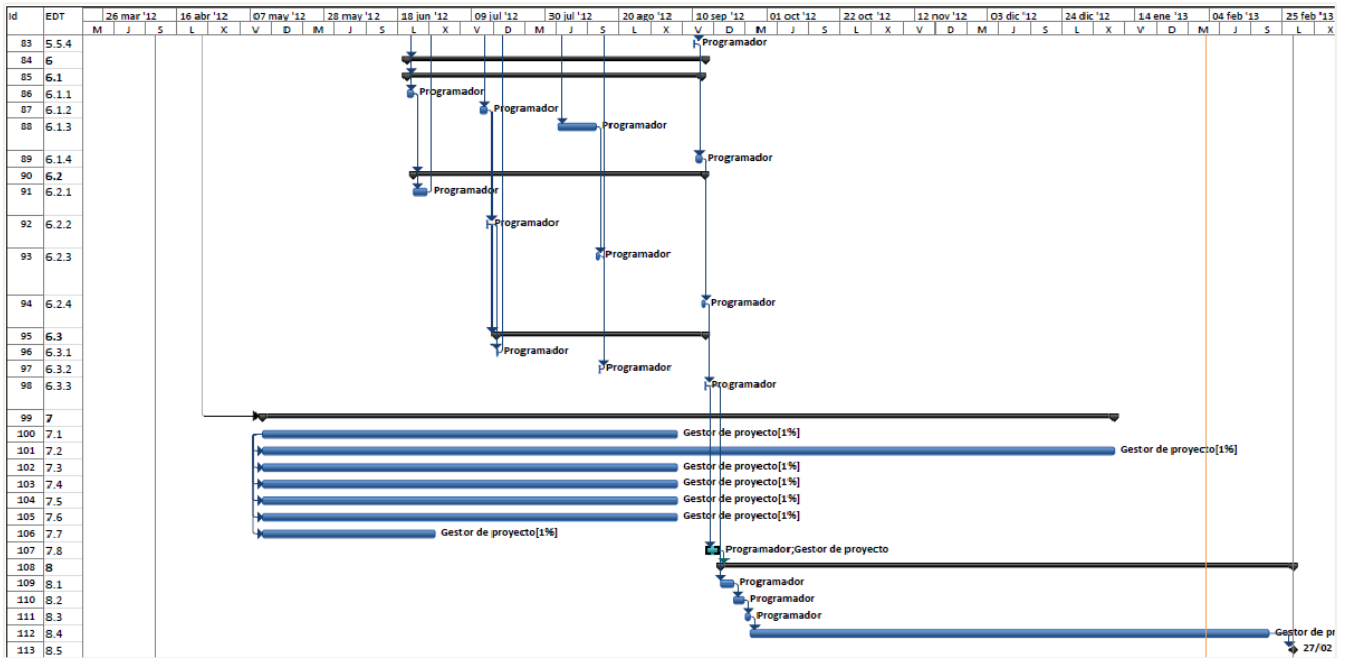 Id EDT 26 mar '12 16 abr '12 07 may '12 28 may '12 18 jun '12 09 jul '12 30 jul '12 20 ago '12 10 sep '12 01 oct '12 22 oct '12 12 nov '12 03 dic '12 24 dic '12 14 ene '13 04 feb '13 25 feb '13
M J S L X V D M J S L X V D M J S L X V D M J S L X V D M J S L X
83 5.5.4 Programador
84 6
85 6.1
86 6.1.1 Programador
87 6.1.2 Programador
88 6.1.3 Programador
89 6.1.4 Programador
90 6.2
91 6.2.1 Programador
92 6.2.2 Programador
93 6.2.3 Programador
94 6.2.4 Programador
95 6.3
96 6.3.1 Programador
97 6.3.2 Programador
98 6.3.3 Programador
99 7
100 7.1 Gestor de proyecto[1%]
101 7.2 Gestor de proyecto[1%]
102 7.3 Gestor de proyecto[1%]
103 7.4 Gestor de proyecto[1%]
104 7.5 Gestor de proyecto[1%]
105 7.6 Gestor de proyecto[1%]
106 7.7 Gestor de proyecto[1%]
107 7.8 Programador;Gestor de proyecto
108 8
109 8.1 Programador
110 8.2 Programador
111 8.3 Programador
112 8.4 Gestor de pr
113 8.5 27/02